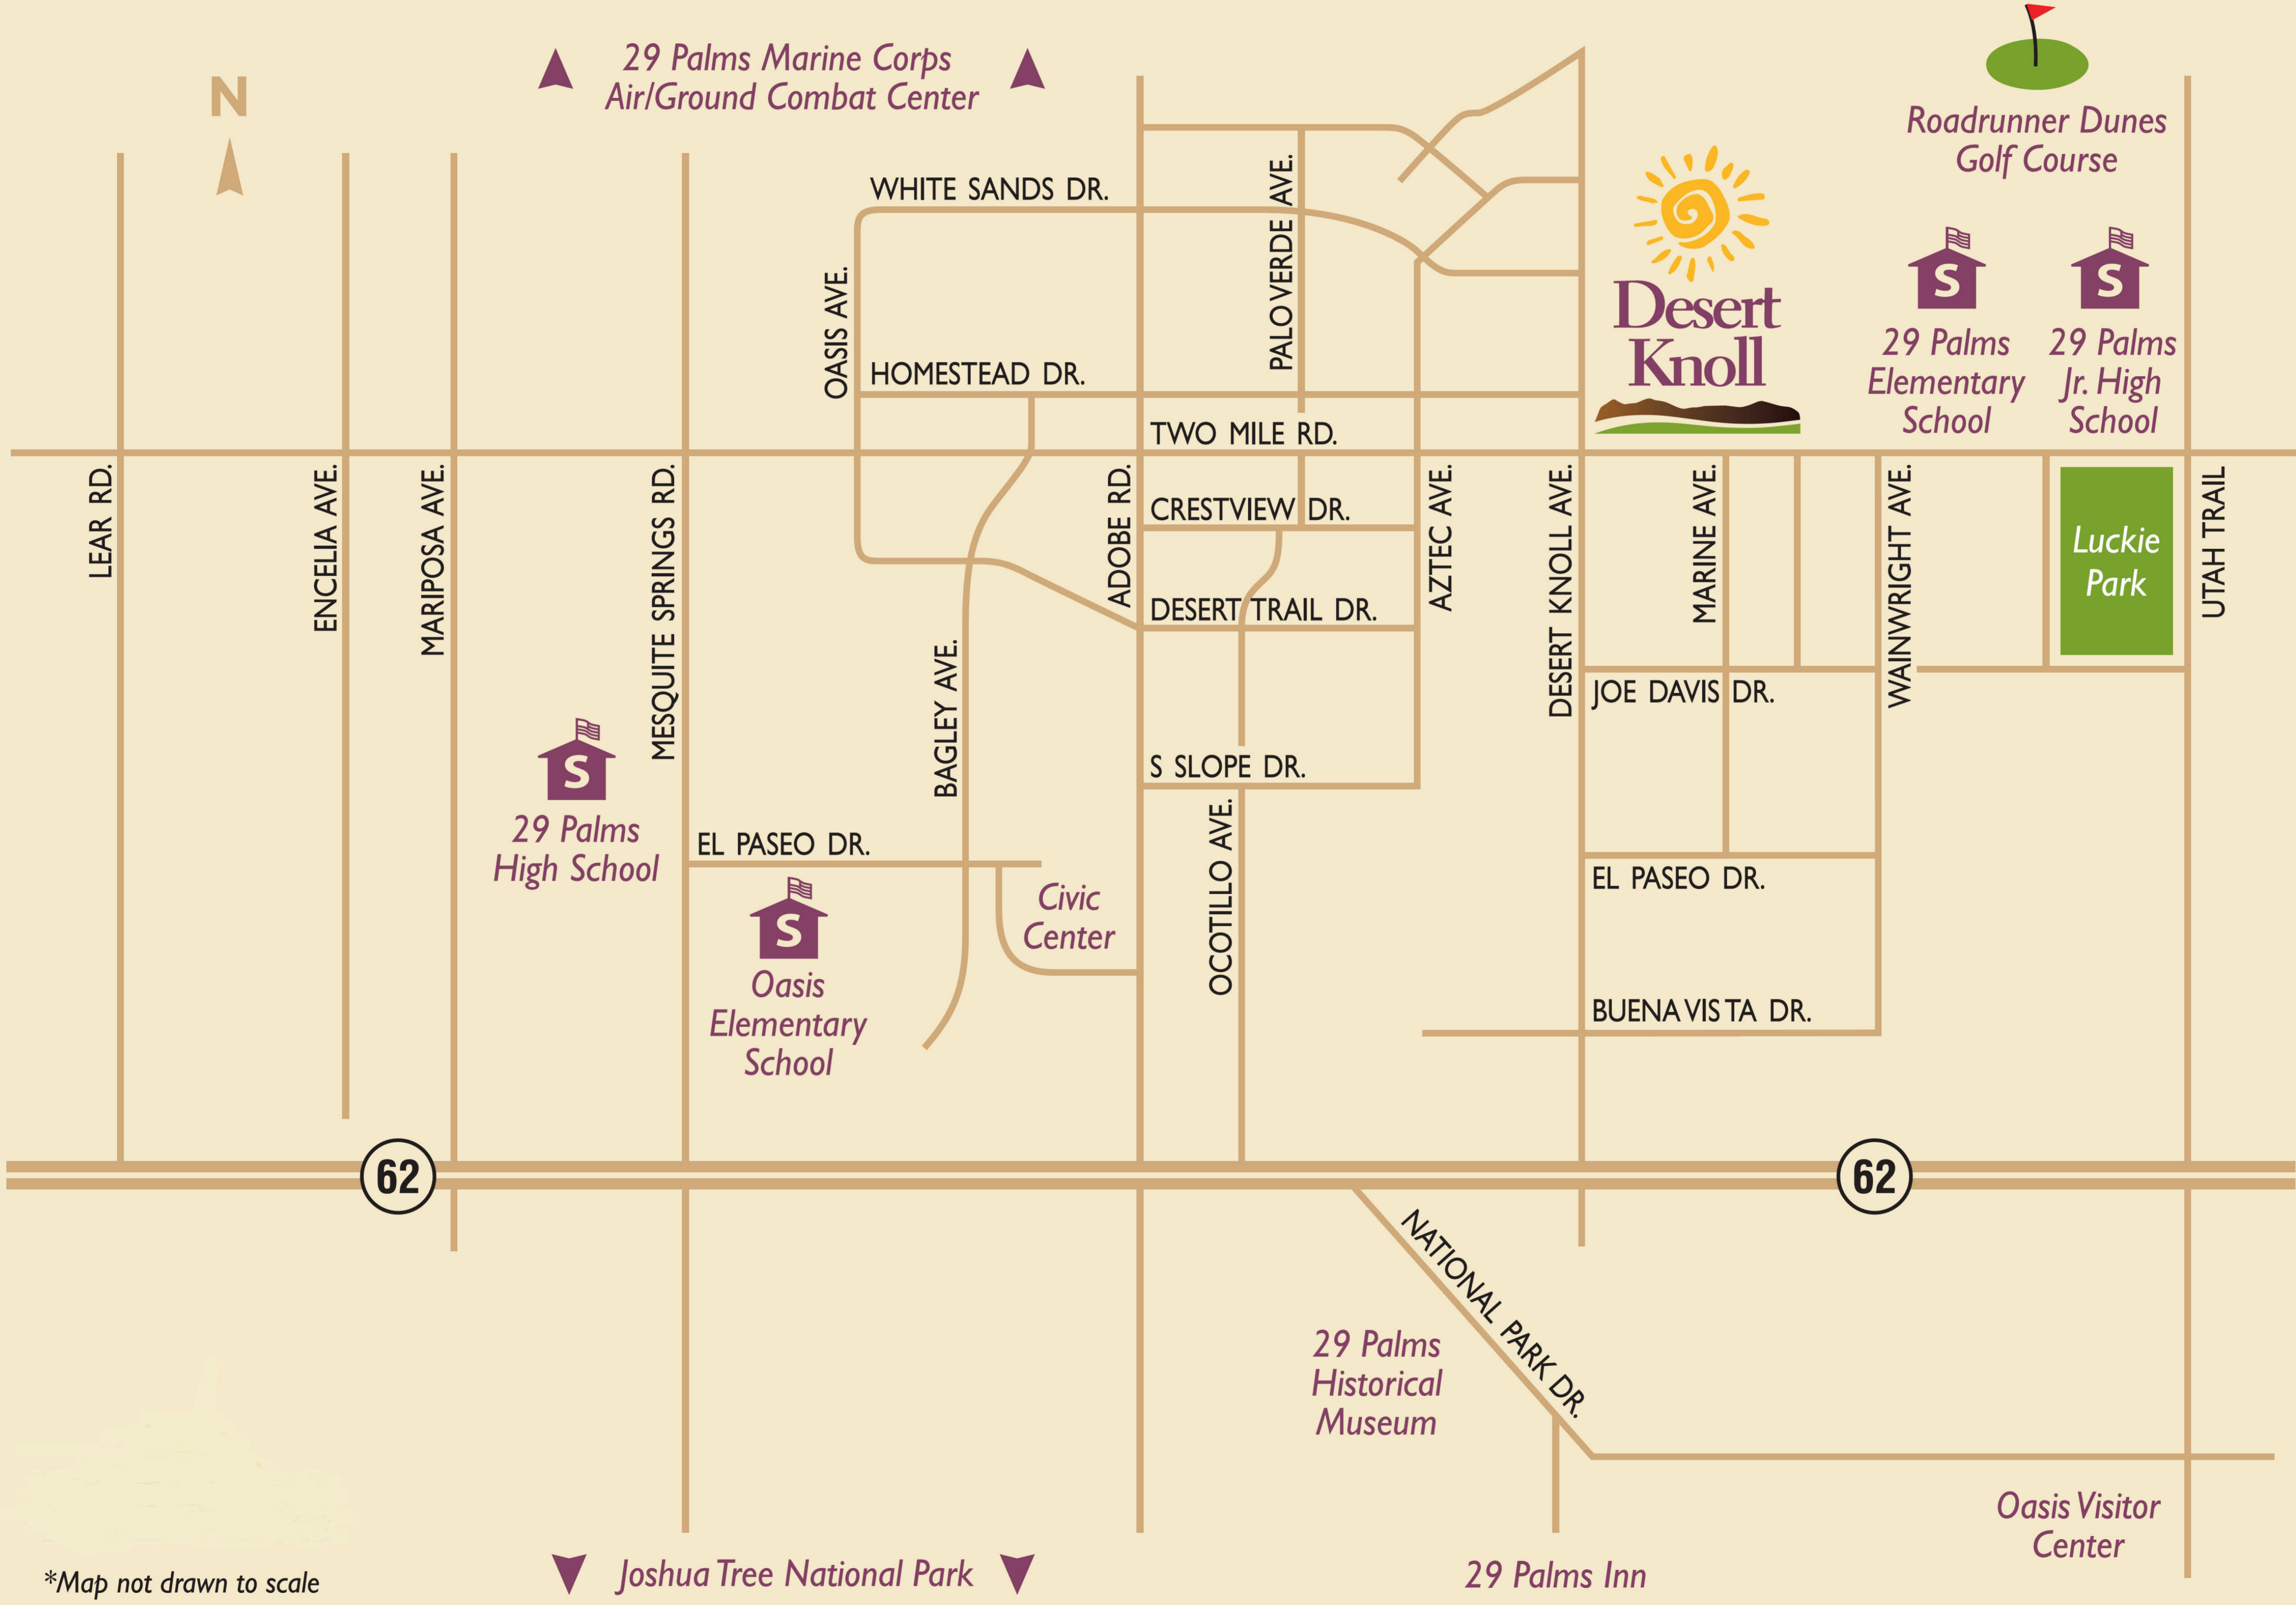 29 Palms Marine Corps
Air/Ground Combat Center
N
Roadrunner Dunes
Golf Course
WHITE SANDS DR.
PALO VERDE AVE.
OASIS AVE.
HOMESTEAD DR.
Desert
Knoll
S
29 Palms
Elementary
School
S
29 Palms
Jr. High
School
TWO MILE RD.
LEAR RD.
ENCELIA AVE.
MARIPOSA AVE.
MESQUITE SPRINGS RD.
ADOBE RD.
CRESTVIEW DR.
AZTEC AVE.
DESERT KNOLL AVE.
MARINE AVE.
WAINWRIGHT AVE.
Luckie
Park
UTAH TRAIL
DESERT TRAIL DR.
BAGLEY AVE.
JOE DAVIS DR.
S
29 Palms
High School
S SLOPE DR.
EL PASEO DR.
OCOTILLO AVE.
EL PASEO DR.
Civic
Center
S
Oasis
Elementary
School
BUENA VISTA DR.
62
62
NATIONAL PARK DR.
29 Palms
Historical
Museum
Oasis Visitor
Center
*Map not drawn to scale
Joshua Tree National Park
29 Palms Inn